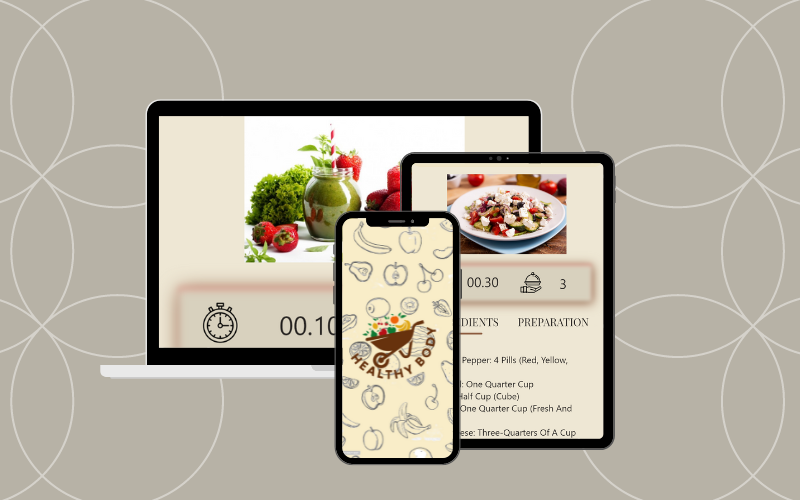 00.10
00.30
3
DIENTS PREPARATION
Pepper: 4 Pills (Red, Yellow,
l: One Quarter Cup
Half Cup (Cube)
One Quarter Cup (Fresh And
ese: Three-Quarters Of A Cup
HEALTHY BODY